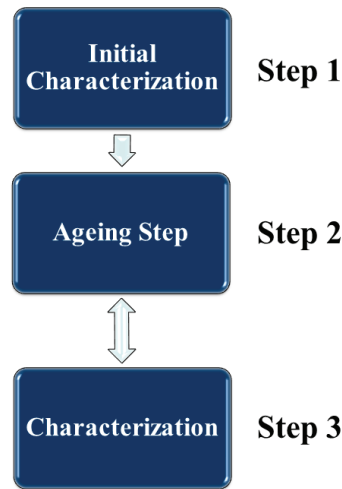 Initial
Characterization
Step 1
Ageing Step
Step 2
Characterization
Step 3